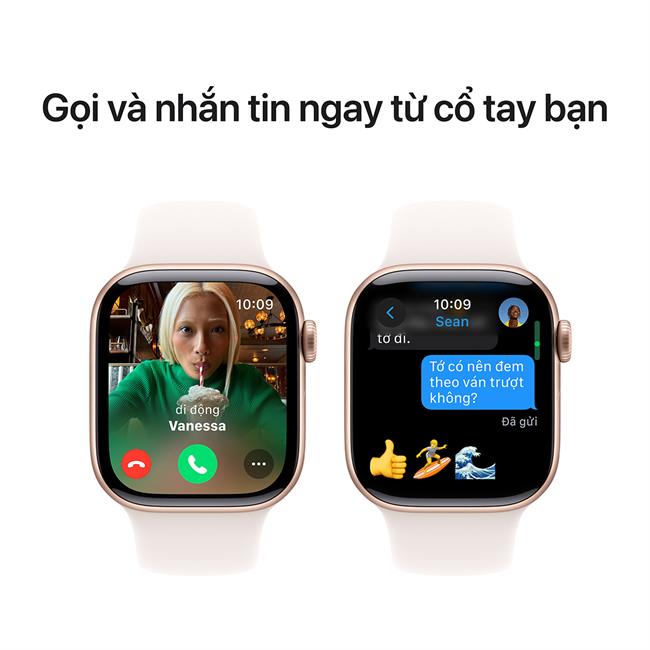 Gọi và nhắn tin ngay từ cổ tay bạn
10:09
di động
Vanessa
10:09
Sean
tớ đi.
Tớ có nên đem
theo ván trượt
không?
Đã gửi